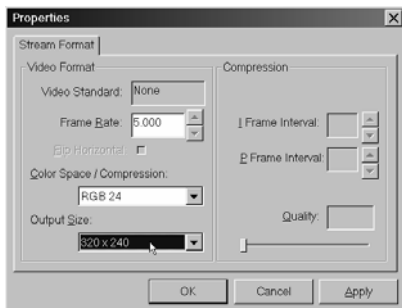 Properties
Stream Format
Video Format
Video Standard: None
Frame Rate: 5.000
Flip Horizontal
Color Space / Compression:
RGB 24
Output Size:
320 x 240
Compression
I Frame Interval:
P Frame Interval:
Quality:
OK Cancel Apply